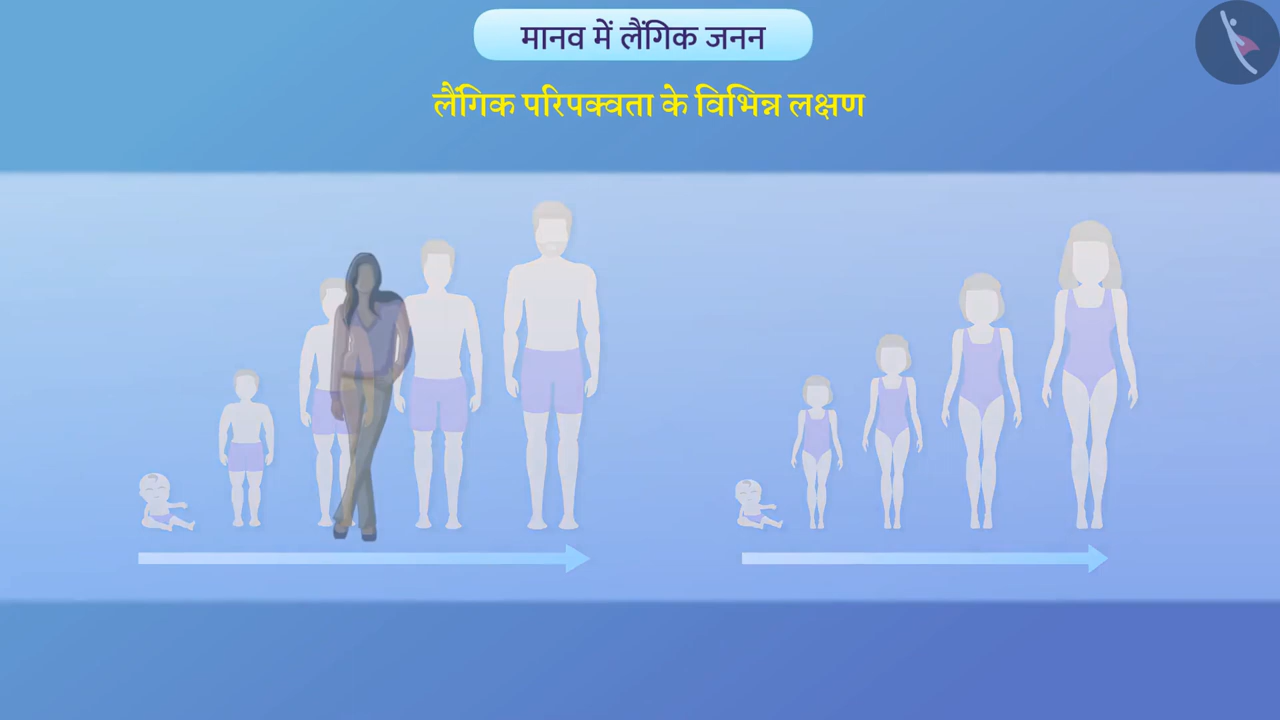 मानव में लैंगिक जनन
लैंगिक परिपक्वता के विभिन्न लक्षण